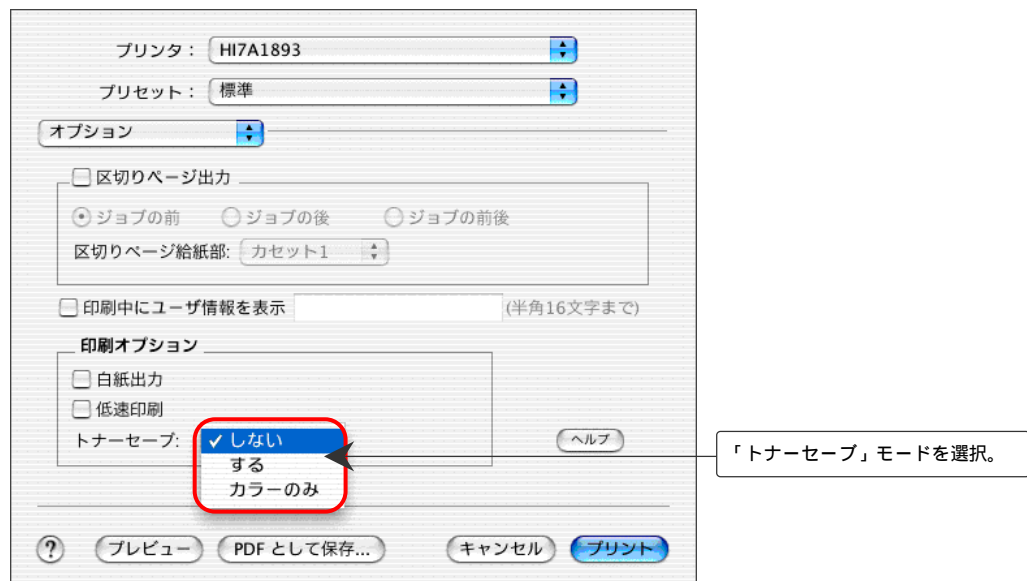 プリンタ： HI7A1893
プリセット： 標準
オプション
区切りページ出力
ジョブの前 ジョブの後 ジョブの前後
区切りページ給紙部: カセット1
印刷中にユーザ情報を表示 (半角16文字まで)
印刷オプション
白紙出力
低速印刷
トナーセーブ: ✓ しない ヘルプ
する
カラーのみ
「トナーセーブ」モードを選択。
? プレビュー PDF として保存... キャンセル プリント